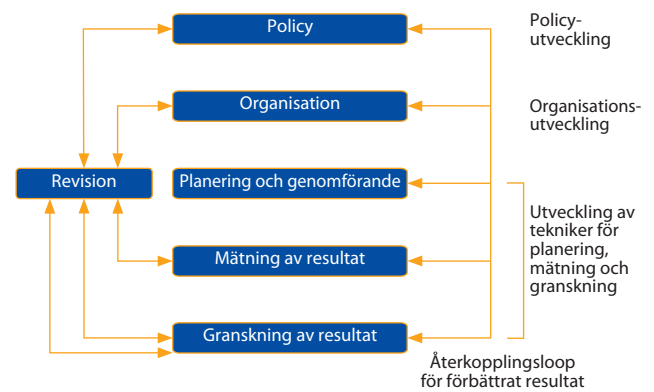 Policy
Policy-
utveckling
Organisation
Organisations-
utveckling
Revision
Planering och genomförande
Utveckling av
tekniker för
planering,
mätning och
granskning
Mätning av resultat
Granskning av resultat
Återkopplingsloop
för förbättrat resultat